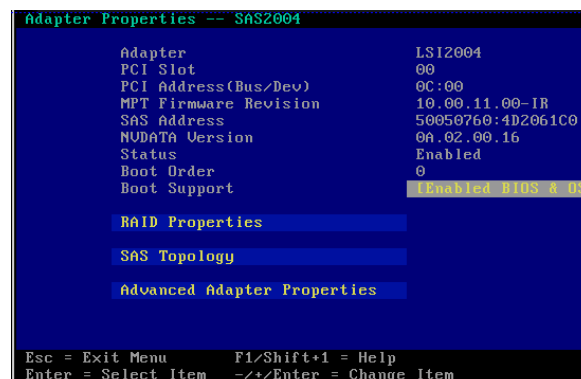 Adapter Properties -- SAS2004
Adapter LSI2004
PCI Slot 00
PCI Address(Bus/Dev) 0C:00
MPT Firmware Revision 10.00.11.00-IR
SAS Address 50050760:4D2061C0
NVDATA Version 0A.02.00.16
Status Enabled
Boot Order 0
Boot Support [Enabled BIOS & OS
RAID Properties
SAS Topology
Advanced Adapter Properties
Esc = Exit Menu F1/Shift+1 = Help
Enter = Select Item -/+/Enter = Change Item